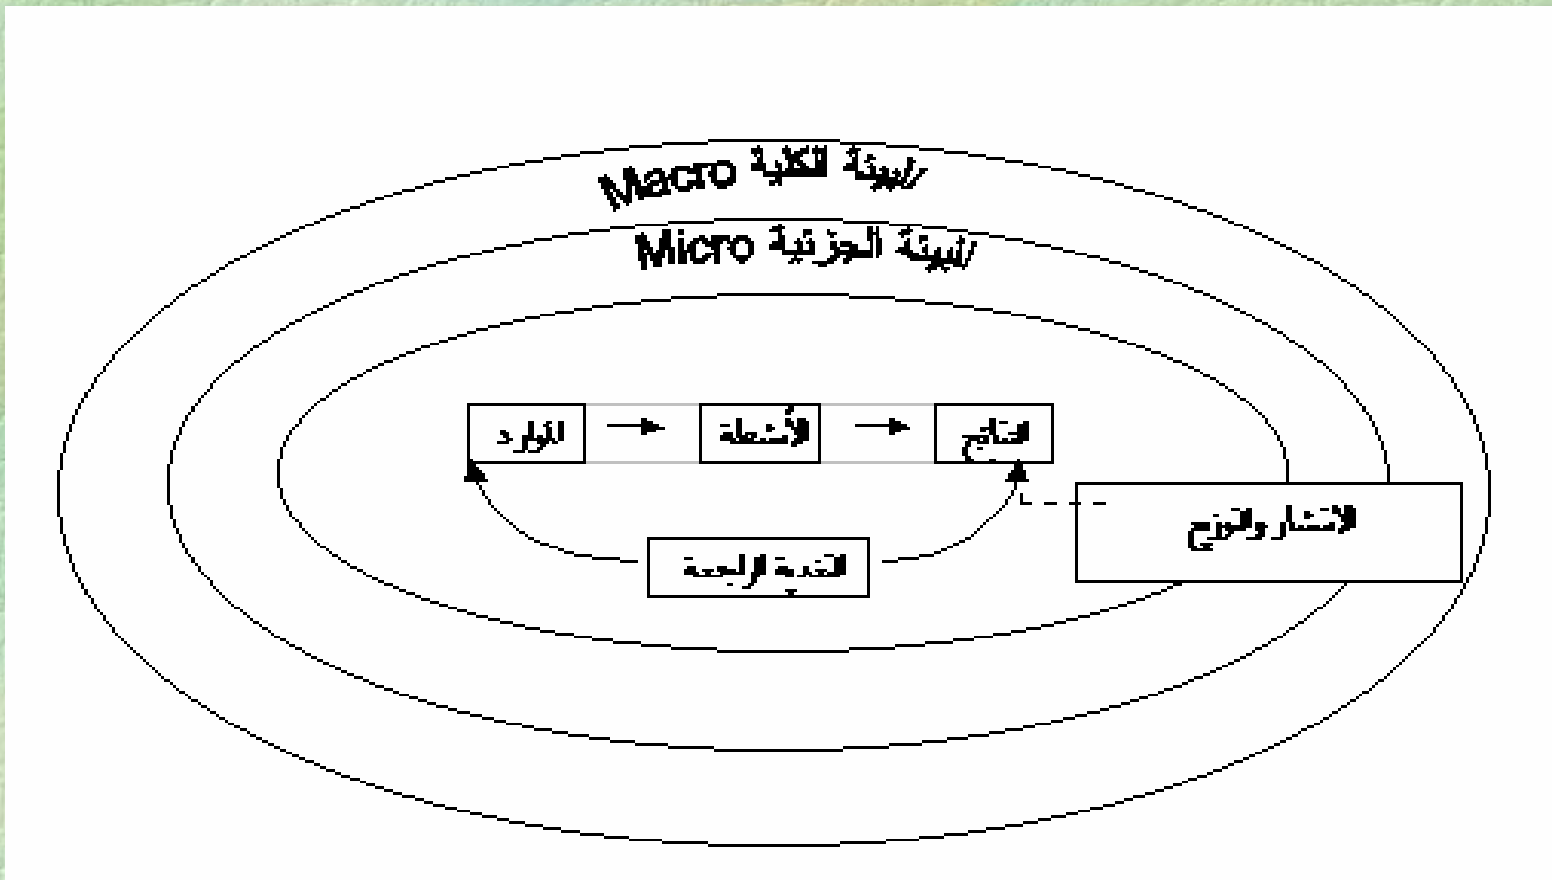 البيئة الكلية Macro
البيئة الجزئية Micro
الموارد
الأنشطة
النتائج
الانتشار والتوزيع
التغذية الراجعة